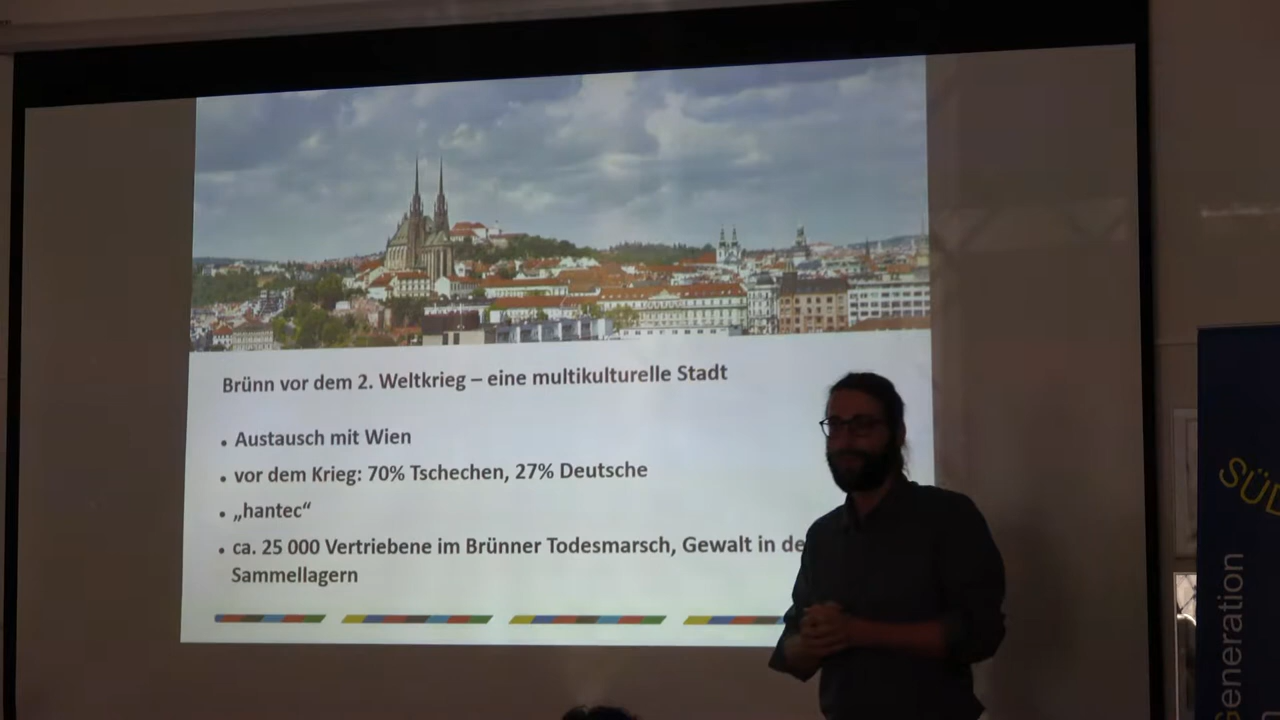 Brünn vor dem 2. Weltkrieg – eine multikulturelle Stadt
• Austausch mit Wien
• vor dem Krieg: 70% Tschechen, 27% Deutsche
• „hantec“
• ca. 25 000 Vertriebene im Brünner Todesmarsch, Gewalt in de
Sammellagern
SÜD
Generation